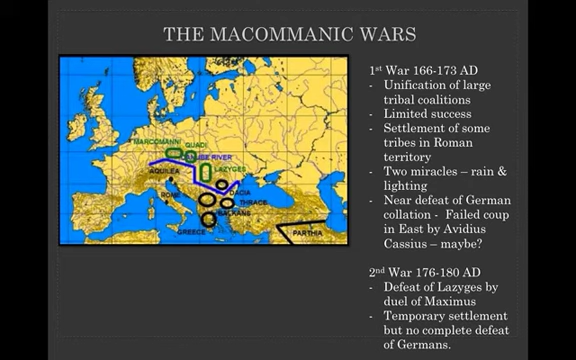 THE MACOMMANIC WARS
MARCOMANNI
QUADI
DANUBE RIVER
LAZYGES
AQUILEA
DACIA
ROME
THRACE
BALKANS
GREECE
PARTHIA
1st War 166-173 AD
- Unification of large
tribal coalitions
- Limited success
- Settlement of some
tribes in Roman
territory
- Two miracles – rain &
lighting
- Near defeat of German
collation - Failed coup
in East by Avidius
Cassius – maybe?
2nd War 176-180 AD
- Defeat of Lazyges by
duel of Maximus
- Temporary settlement
but no complete defeat
of Germans.